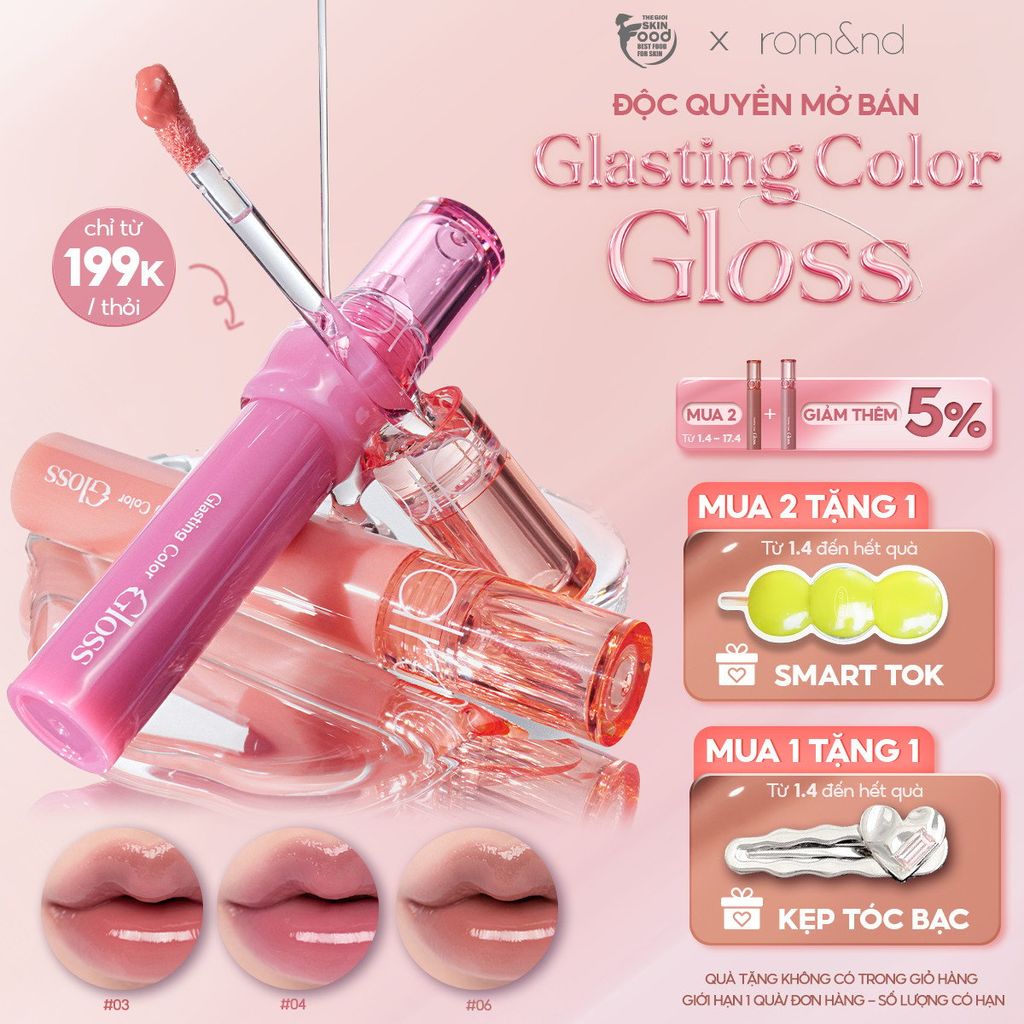 THEGIOI
SKIN
Food
BEST FOOD
FOR SKIN
x
rom&nd
ĐỘC QUYỀN MỞ BÁN
Glasting Color
Gloss
chỉ từ
199K
/ thỏi
MUA 2
Từ 1.4 - 17.4
+
GIẢM THÊM
5%
MUA 2 TẶNG 1
Từ 1.4 đến hết quà
SMART TOK
MUA 1 TẶNG 1
Từ 1.4 đến hết quà
KẸP TÓC BẠC
Glasting Color
Gloss
Color
Gloss
#03
#04
#06
QUÀ TẶNG KHÔNG CÓ TRONG GIỎ HÀNG
GIỚI HẠN 1 QUÀ/ ĐƠN HÀNG – SỐ LƯỢNG CÓ HẠN